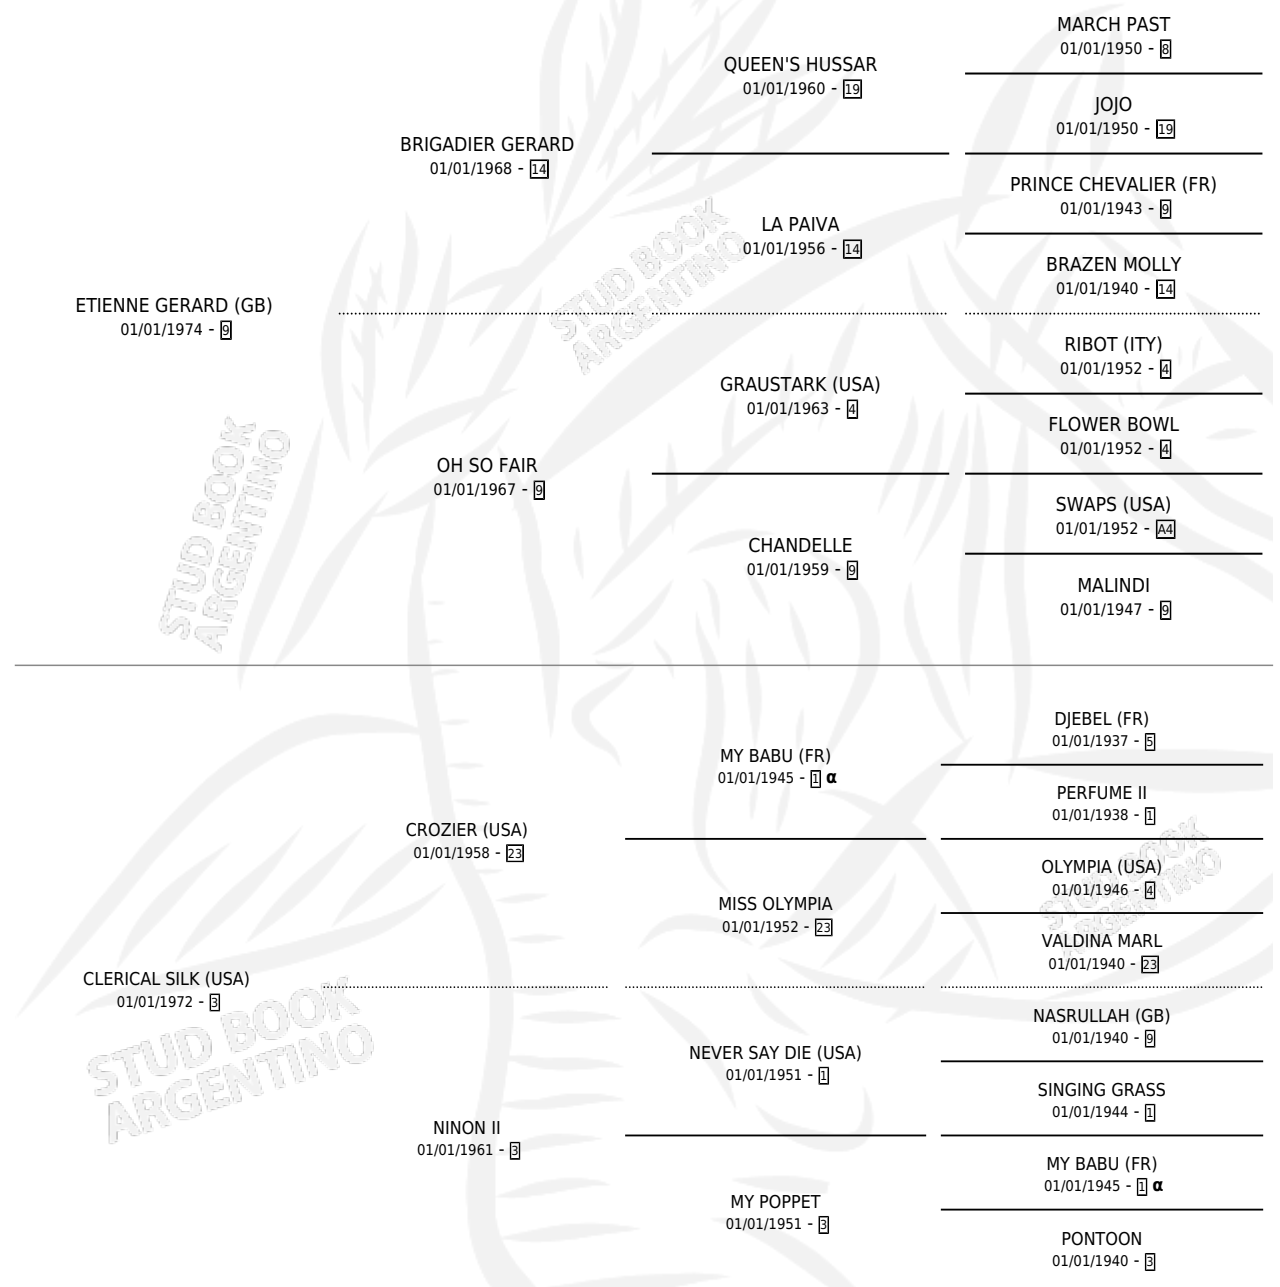 MARCH PAST
01/01/1950 - 8
QUEEN'S HUSSAR
01/01/1960 - 19
JOJO
01/01/1950 - 19
BRIGADIER GERARD
01/01/1968 - 14
PRINCE CHEVALIER (FR)
01/01/1943 - 9
LA PAIVA
01/01/1956 - 14
BRAZEN MOLLY
01/01/1940 - 14
ETIENNE GERARD (GB)
01/01/1974 - 9
RIBOT (ITY)
01/01/1952 - 4
GRAUSTARK (USA)
01/01/1963 - 4
FLOWER BOWL
01/01/1952 - 4
OH SO FAIR
01/01/1967 - 9
SWAPS (USA)
01/01/1952 - A4
CHANDELLE
01/01/1959 - 9
MALINDI
01/01/1947 - 9
STUD BOOK
ARGENTINO
STUD BOOK
ARGENTINO
DJEBEL (FR)
01/01/1937 - 5
MY BABU (FR)
01/01/1945 - 1 α
PERFUME II
01/01/1938 - 1
CROZIER (USA)
01/01/1958 - 23
OLYMPIA (USA)
01/01/1946 - 4
MISS OLYMPIA
01/01/1952 - 23
VALDINA MARL
01/01/1940 - 23
CLERICAL SILK (USA)
01/01/1972 - 3
NASRULLAH (GB)
01/01/1940 - 9
NEVER SAY DIE (USA)
01/01/1951 - 1
SINGING GRASS
01/01/1944 - 1
NINON II
01/01/1961 - 3
MY BABU (FR)
01/01/1945 - 1 α
MY POPPET
01/01/1951 - 3
PONTOON
01/01/1940 - 3
STUD BOOK
ARGENTINO
STUD BOOK
ARGENTINO